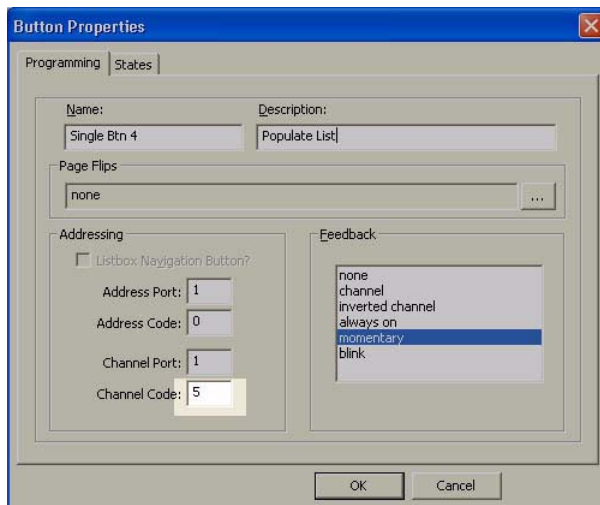 Button Properties
Programming States
Name: Description:
Single Btn 4 Populate List
Page Flips
none ...
Addressing
Listbox Navigation Button?
Address Port: 1
Address Code: 0
Channel Port: 1
Channel Code: 5
Feedback
none
channel
inverted channel
always on
momentary
blink
OK Cancel